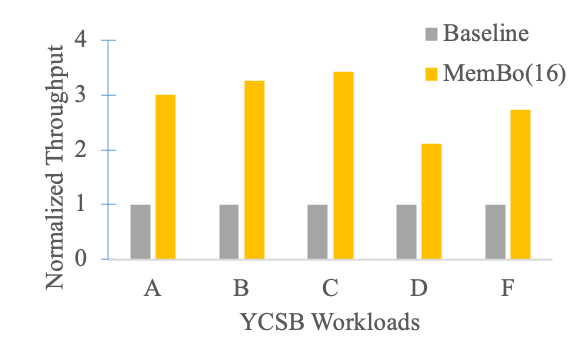 Normalized Throughput
4
3
2
1
0
Baseline
MemBo(16)
A B C D F
YCSB Workloads